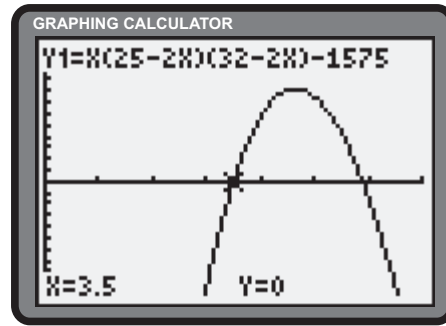 GRAPHING CALCULATOR
Y1=X(25-2X)(32-2X)-1575
X=3.5 Y=0